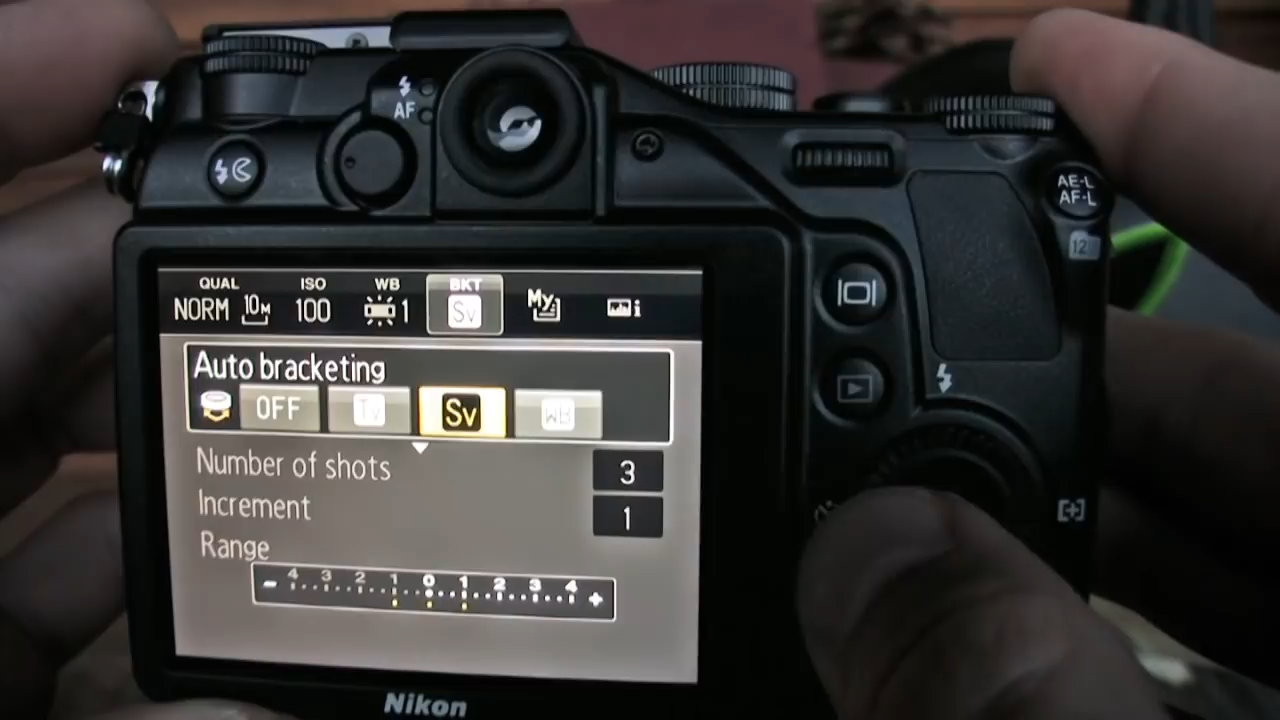 AF
AE-L
AF-L
12
QUAL ISO WB BKT
NORM 10M 100 1 Sv My
Auto bracketing
OFF Tv Sv WB
Number of shots 3
Increment 1
Range
- 4 3 2 1 0 1 2 3 4 +
Nikon